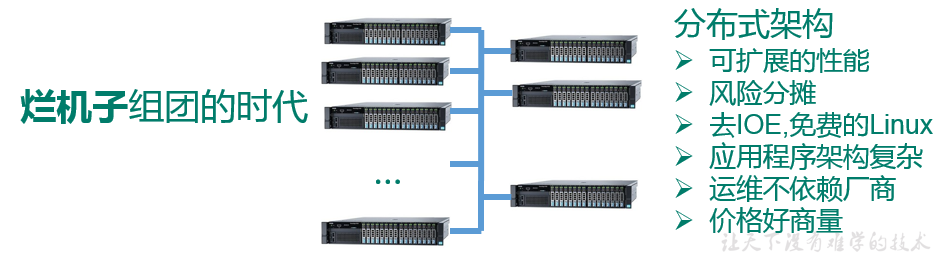 烂机子组团的时代
...
分布式架构
➢ 可扩展的性能
➢ 风险分摊
➢ 去IOE,免费的Linux
➢ 应用程序架构复杂
➢ 运维不依赖厂商
➢ 价格好商量
让天下没有难学的技术